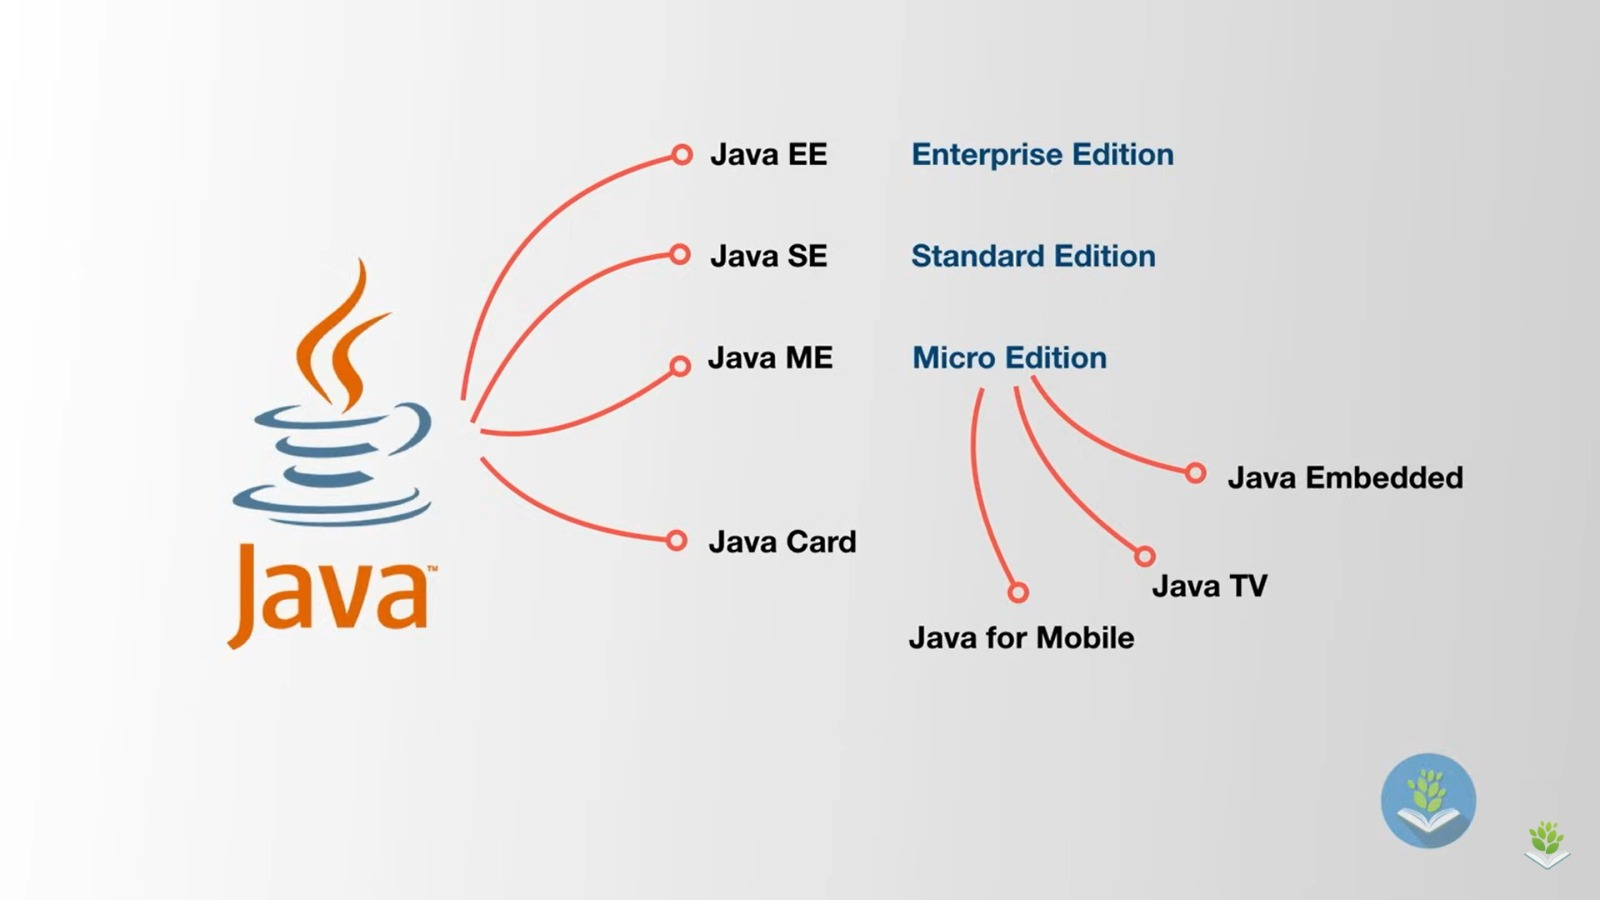 Java EE Enterprise Edition
Java SE Standard Edition
Java ME Micro Edition
Java Embedded
Java Card
Java TV
Java™
Java for Mobile